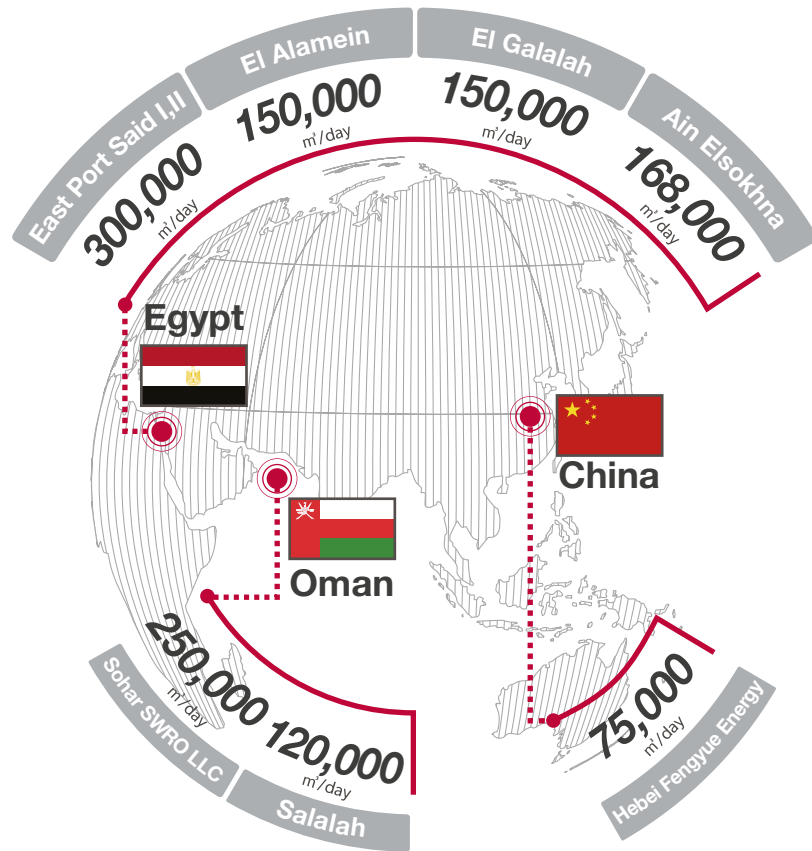 East Port Said I,II
300,000
㎥/day
El Alamein
150,000
㎥/day
El Galalah
150,000
㎥/day
Ain Elsokhna
168,000
㎥/day
Egypt
China
Oman
Sohar SWRO LLC
250,000
㎥/day
Salalah
120,000
㎥/day
Hebei Fengyue Energy
75,000
㎥/day